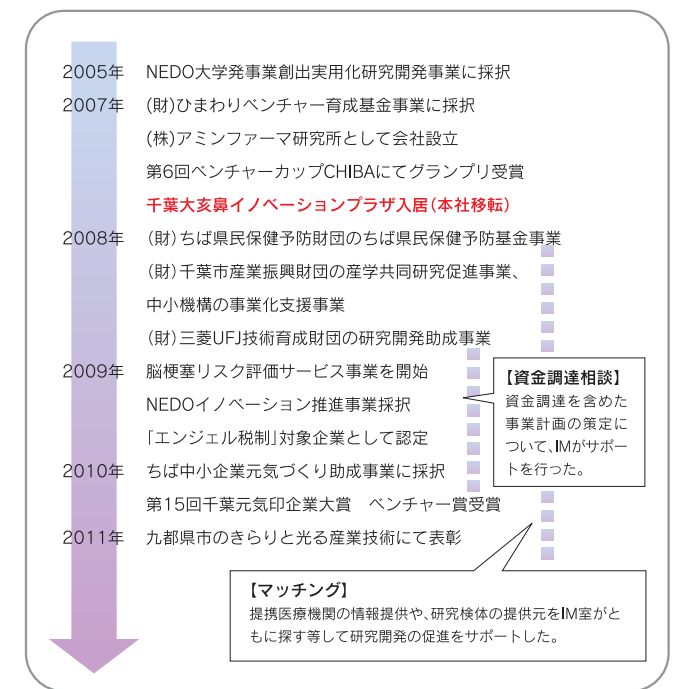 2005年 NEDO大学発事業創出実用化研究開発事業に採択
2007年 (財)ひまわりベンチャー育成基金事業に採択
(株)アミンファーマ研究所として会社設立
第6回ベンチャーカップCHIBAにてグランプリ受賞
千葉大亥鼻イノベーションプラザ入居(本社移転)
2008年 (財)ちば県民保健予防財団のちば県民保健予防基金事業
(財)千葉市産業振興財団の産学共同研究促進事業、
中小機構の事業化支援事業
(財)三菱UFJ技術育成財団の研究開発助成事業
2009年 脳梗塞リスク評価サービス事業を開始
NEDOイノベーション推進事業採択
「エンジェル税制」対象企業として認定
2010年 ちば中小企業元気づくり助成事業に採択
第15回千葉元気印企業大賞 ベンチャー賞受賞
2011年 九都県市のきらりと光る産業技術にて表彰
【資金調達相談】
資金調達を含めた
事業計画の策定に
ついて、IMがサポー
トを行った。
【マッチング】
提携医療機関の情報提供や、研究検体の提供元をIM室がと
もに探す等して研究開発の促進をサポートした。